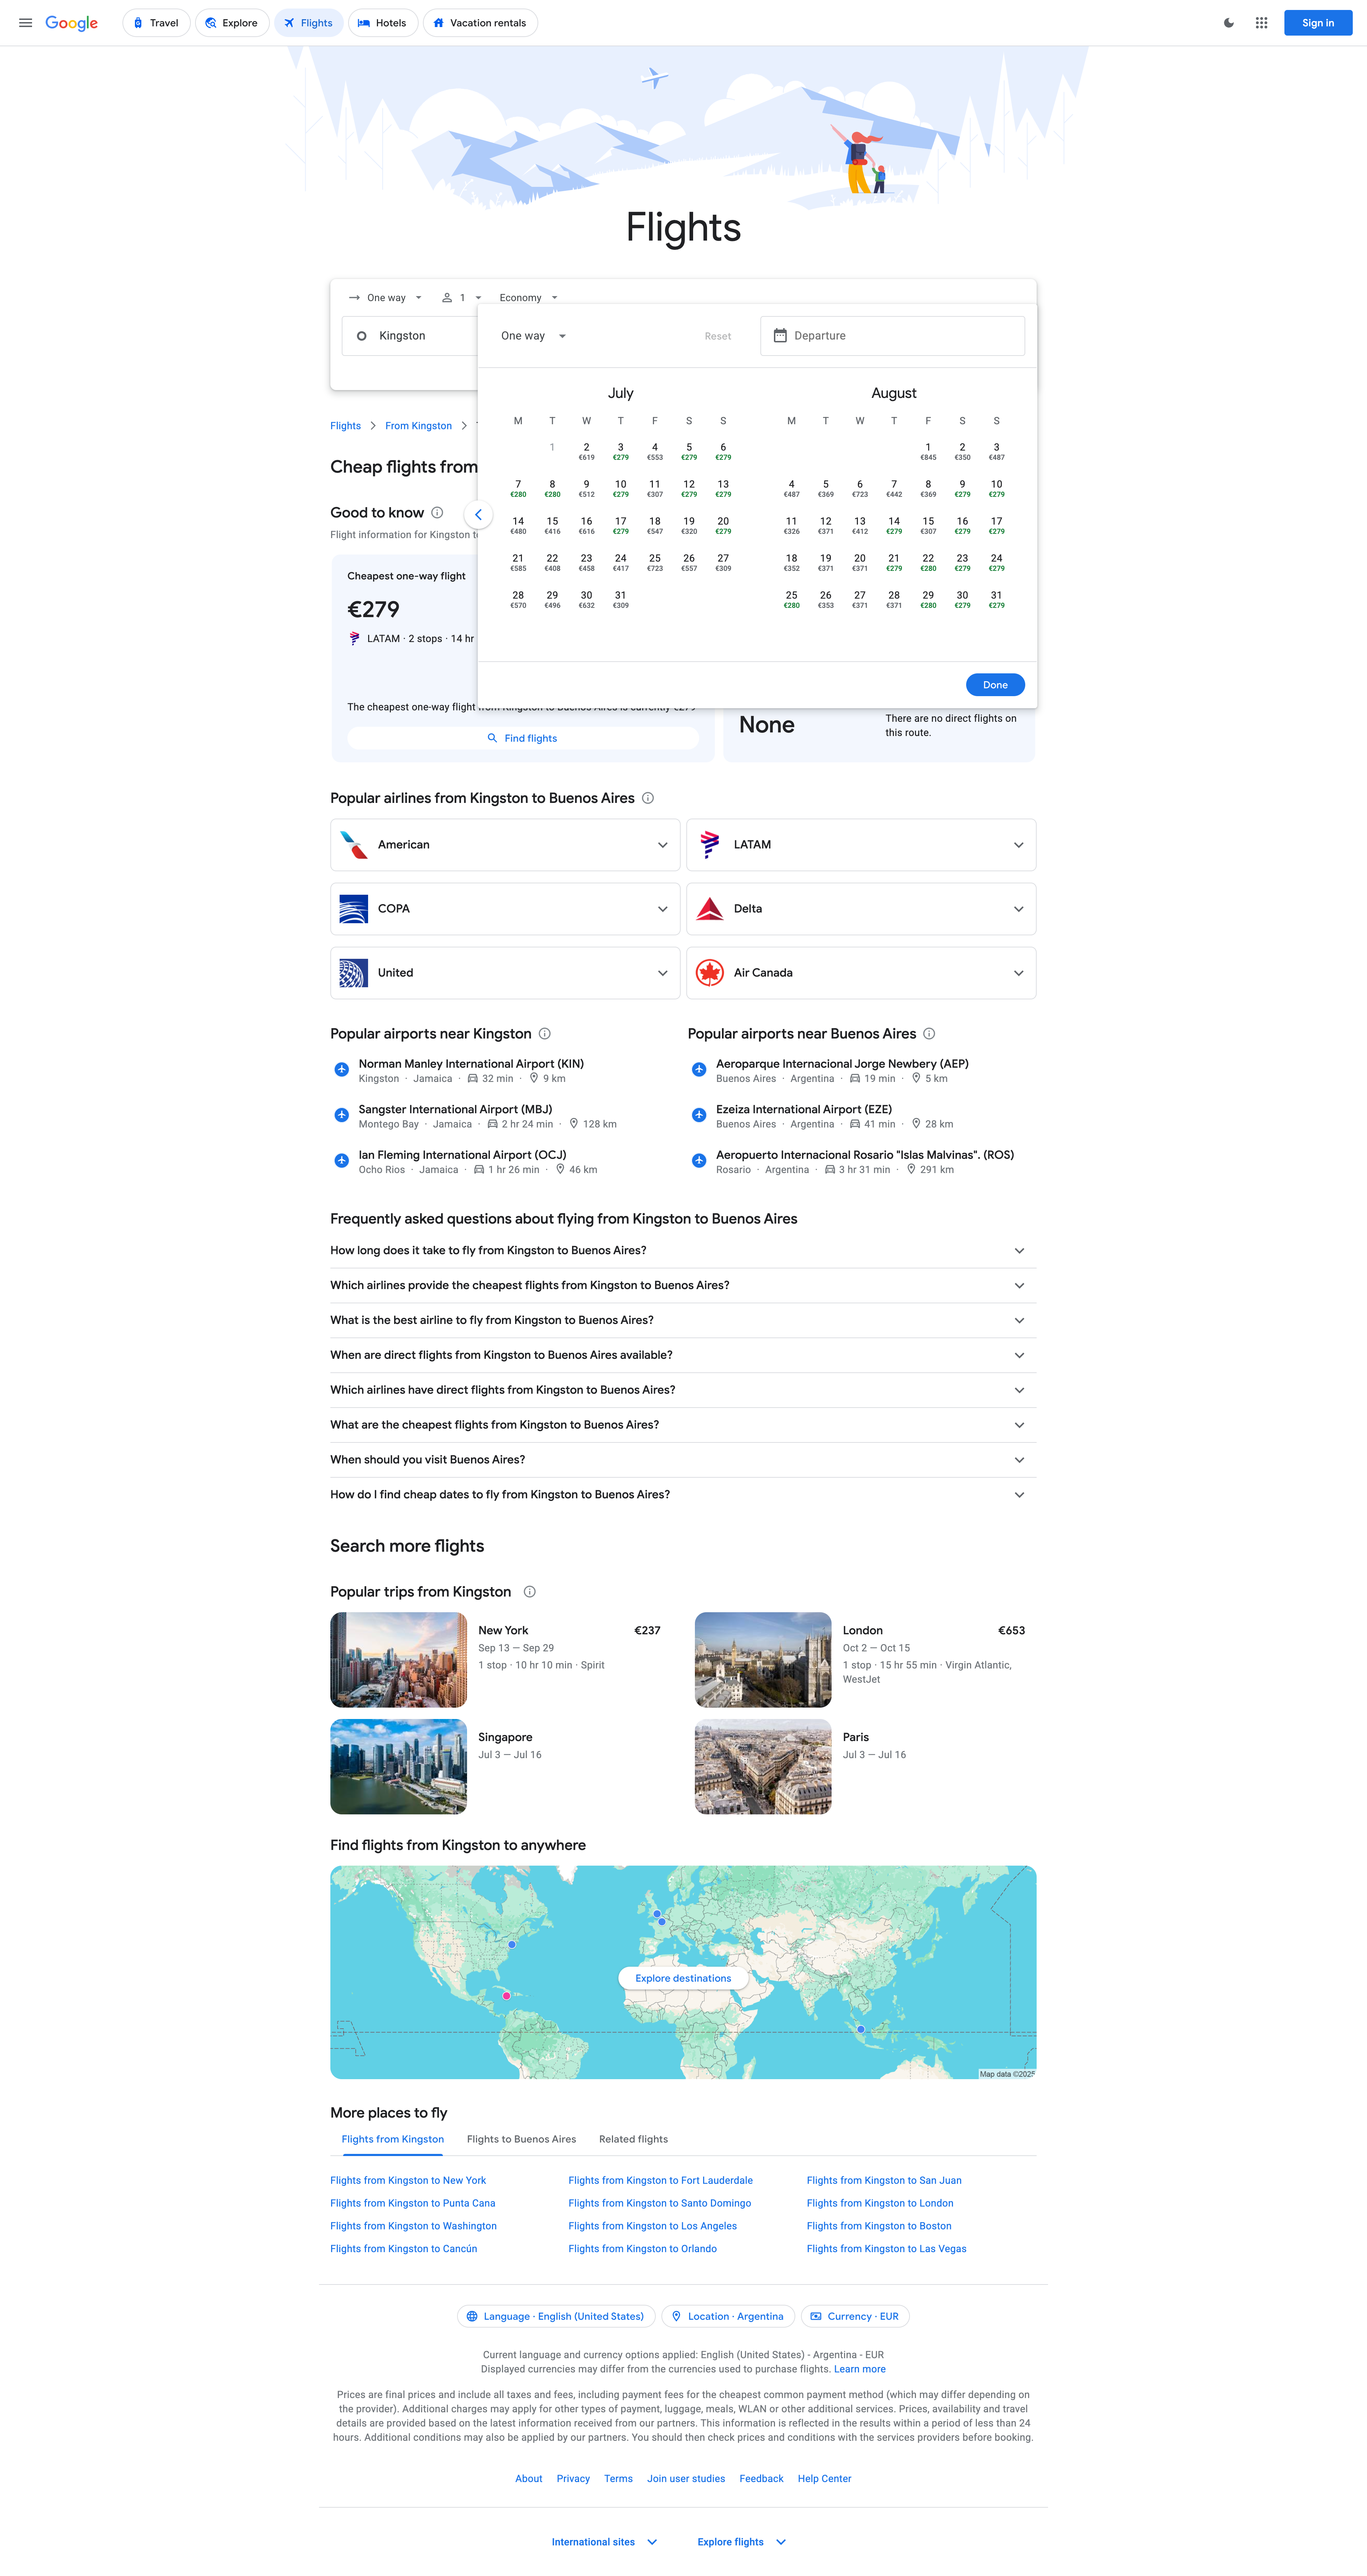 Google
Travel
Explore
Flights
Hotels
Vacation rentals
Sign in
Flights
One way
1
Economy
Kingston
One way
Reset
Departure
July
M T W T F S S
1 2 3 4 5 6
€619 €279 €553 €279 €279
7 8 9 10 11 12 13
€280 €280 €512 €279 €307 €279 €279
14 15 16 17 18 19 20
€480 €416 €616 €279 €547 €320 €279
21 22 23 24 25 26 27
€585 €408 €458 €417 €723 €557 €309
28 29 30 31
€570 €496 €632 €309
August
M T W T F S S
1 2 3
€845 €350 €487
4 5 6 7 8 9 10
€487 €369 €723 €442 €369 €279 €279
11 12 13 14 15 16 17
€326 €371 €412 €279 €307 €279 €279
18 19 20 21 22 23 24
€352 €371 €371 €279 €280 €279 €279
25 26 27 28 29 30 31
€280 €353 €371 €371 €280 €279 €279
Done
Flights
From Kingston
Cheap flights from
Good to know
Flight information for Kingston
Cheapest one-way flight
€279
LATAM · 2 stops · 14 hr
The cheapest one-way flight from Kingston to Buenos Aires is currently €279
Find flights
None
There are no direct flights on
this route.
Popular airlines from Kingston to Buenos Aires
American
LATAM
COPA
Delta
United
Air Canada
Popular airports near Kingston
Norman Manley International Airport (KIN)
Kingston · Jamaica · 32 min · 9 km
Sangster International Airport (MBJ)
Montego Bay · Jamaica · 2 hr 24 min · 128 km
Ian Fleming International Airport (OCJ)
Ocho Rios · Jamaica · 1 hr 26 min · 46 km
Popular airports near Buenos Aires
Aeroparque Internacional Jorge Newbery (AEP)
Buenos Aires · Argentina · 19 min · 5 km
Ezeiza International Airport (EZE)
Buenos Aires · Argentina · 41 min · 28 km
Aeropuerto Internacional Rosario "Islas Malvinas". (ROS)
Rosario · Argentina · 3 hr 31 min · 291 km
Frequently asked questions about flying from Kingston to Buenos Aires
How long does it take to fly from Kingston to Buenos Aires?
Which airlines provide the cheapest flights from Kingston to Buenos Aires?
What is the best airline to fly from Kingston to Buenos Aires?
When are direct flights from Kingston to Buenos Aires available?
Which airlines have direct flights from Kingston to Buenos Aires?
What are the cheapest flights from Kingston to Buenos Aires?
When should you visit Buenos Aires?
How do I find cheap dates to fly from Kingston to Buenos Aires?
Search more flights
Popular trips from Kingston
New York €237
Sep 13 — Sep 29
1 stop · 10 hr 10 min · Spirit
London €653
Oct 2 — Oct 15
1 stop · 15 hr 55 min · Virgin Atlantic,
WestJet
Singapore
Jul 3 — Jul 16
Paris
Jul 3 — Jul 16
Find flights from Kingston to anywhere
Explore destinations
Map data ©2025
More places to fly
Flights from Kingston
Flights to Buenos Aires
Related flights
Flights from Kingston to New York
Flights from Kingston to Fort Lauderdale
Flights from Kingston to San Juan
Flights from Kingston to Punta Cana
Flights from Kingston to Santo Domingo
Flights from Kingston to London
Flights from Kingston to Washington
Flights from Kingston to Los Angeles
Flights from Kingston to Boston
Flights from Kingston to Cancún
Flights from Kingston to Orlando
Flights from Kingston to Las Vegas
Language · English (United States)
Location · Argentina
Currency · EUR
Current language and currency options applied: English (United States) - Argentina - EUR
Displayed currencies may differ from the currencies used to purchase flights. Learn more
Prices are final prices and include all taxes and fees, including payment fees for the cheapest common payment method (which may differ depending on
the provider). Additional charges may apply for other types of payment, luggage, meals, WLAN or other additional services. Prices, availability and travel
details are provided based on the latest information received from our partners. This information is reflected in the results within a period of less than 24
hours. Additional conditions may also be applied by our partners. You should then check prices and conditions with the services providers before booking.
About
Privacy
Terms
Join user studies
Feedback
Help Center
International sites
Explore flights